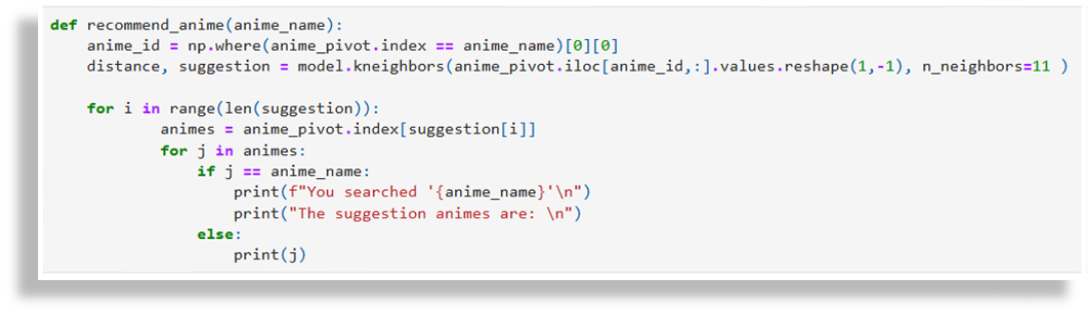 def recommend_anime(anime_name):
    anime_id = np.where(anime_pivot.index == anime_name)[0][0]
    distance, suggestion = model.kneighbors(anime_pivot.iloc[anime_id,:].values.reshape(1,-1), n_neighbors=11 )
    for i in range(len(suggestion)):
            animes = anime_pivot.index[suggestion[i]]
            for j in animes:
                if j == anime_name:
                    print(f"You searched '{anime_name}'\n")
                    print("The suggestion animes are: \n")
                else:
                    print(j)